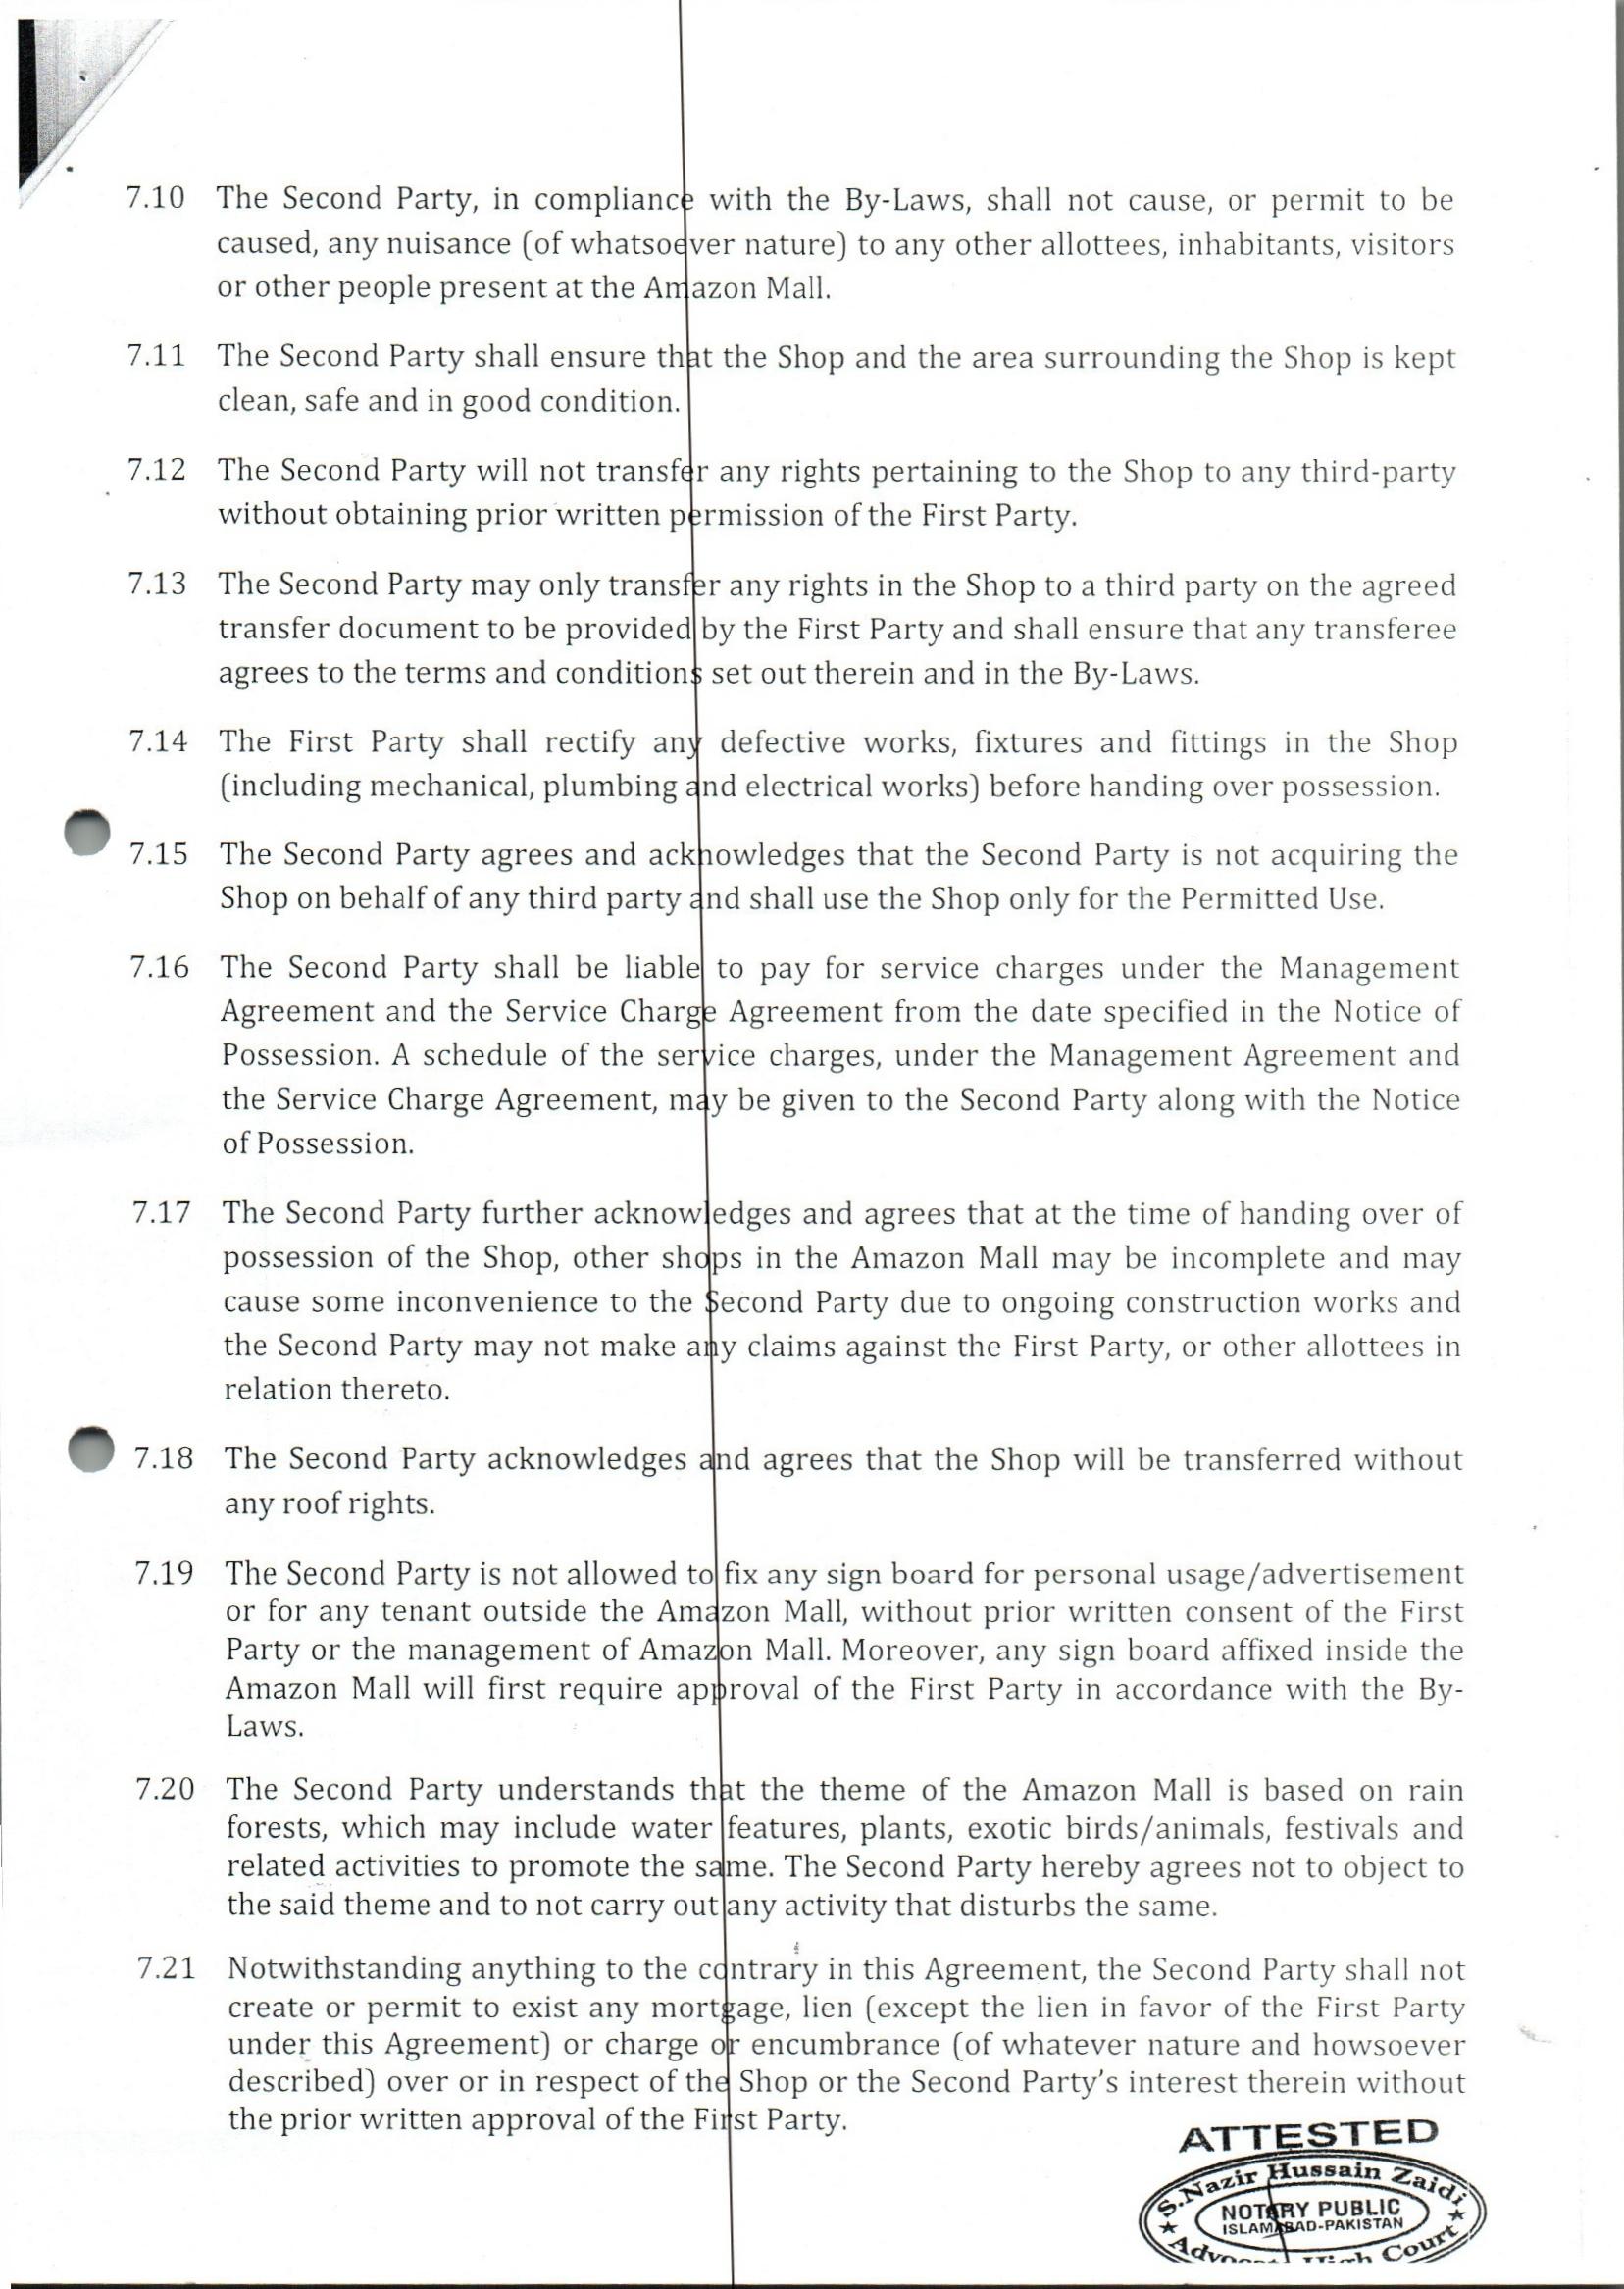 7.10 The Second Party, in compliance with the By-Laws, shall not cause, or permit to be
caused, any nuisance (of whatsoever nature) to any other allottees, inhabitants, visitors
or other people present at the Amazon Mall.
7.11 The Second Party shall ensure that the Shop and the area surrounding the Shop is kept
clean, safe and in good condition.
7.12 The Second Party will not transfer any rights pertaining to the Shop to any third-party
without obtaining prior written permission of the First Party.
7.13 The Second Party may only transfer any rights in the Shop to a third party on the agreed
transfer document to be provided by the First Party and shall ensure that any transferee
agrees to the terms and conditions set out therein and in the By-Laws.
7.14 The First Party shall rectify any defective works, fixtures and fittings in the Shop
(including mechanical, plumbing and electrical works) before handing over possession.
7.15 The Second Party agrees and acknowledges that the Second Party is not acquiring the
Shop on behalf of any third party and shall use the Shop only for the Permitted Use.
7.16 The Second Party shall be liable to pay for service charges under the Management
Agreement and the Service Charge Agreement from the date specified in the Notice of
Possession. A schedule of the service charges, under the Management Agreement and
the Service Charge Agreement, may be given to the Second Party along with the Notice
of Possession.
7.17 The Second Party further acknowledges and agrees that at the time of handing over of
possession of the Shop, other shops in the Amazon Mall may be incomplete and may
cause some inconvenience to the Second Party due to ongoing construction works and
the Second Party may not make any claims against the First Party, or other allottees in
relation thereto.
7.18 The Second Party acknowledges and agrees that the Shop will be transferred without
any roof rights.
7.19 The Second Party is not allowed to fix any sign board for personal usage/advertisement
or for any tenant outside the Amazon Mall, without prior written consent of the First
Party or the management of Amazon Mall. Moreover, any sign board affixed inside the
Amazon Mall will first require approval of the First Party in accordance with the By-
Laws.
7.20 The Second Party understands that the theme of the Amazon Mall is based on rain
forests, which may include water features, plants, exotic birds/animals, festivals and
related activities to promote the same. The Second Party hereby agrees not to object to
the said theme and to not carry out any activity that disturbs the same.
7.21 Notwithstanding anything to the contrary in this Agreement, the Second Party shall not
create or permit to exist any mortgage, lien (except the lien in favor of the First Party
under this Agreement) or charge or encumbrance (of whatever nature and howsoever
described) over or in respect of the Shop or the Second Party's interest therein without
the prior written approval of the First Party.
ATTESTED
S.Nazir Hussain Zaidi
NOTARY PUBLIC
ISLAMABAD-PAKISTAN
High Court